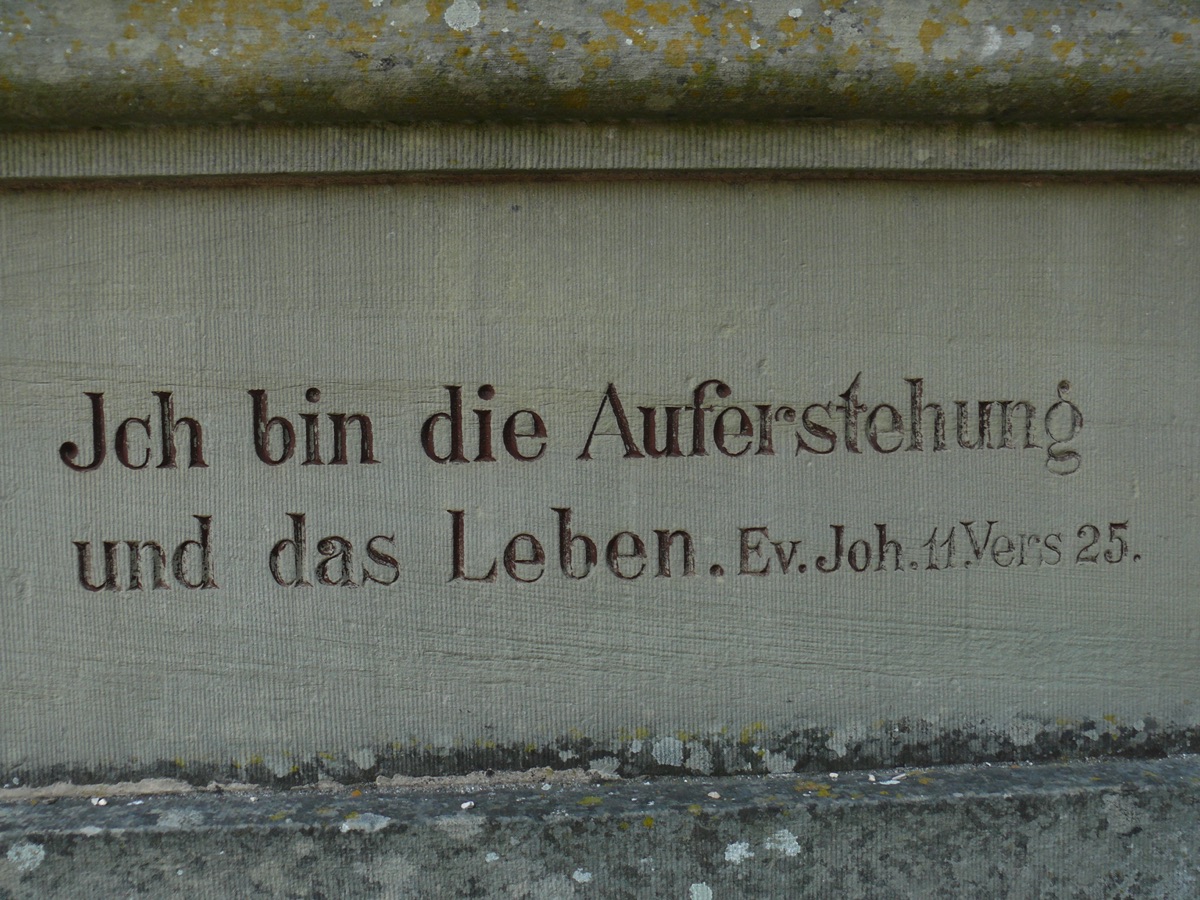 Jch bin die Auferstehung
und das Leben. Ev. Joh. 11. Vers 25.